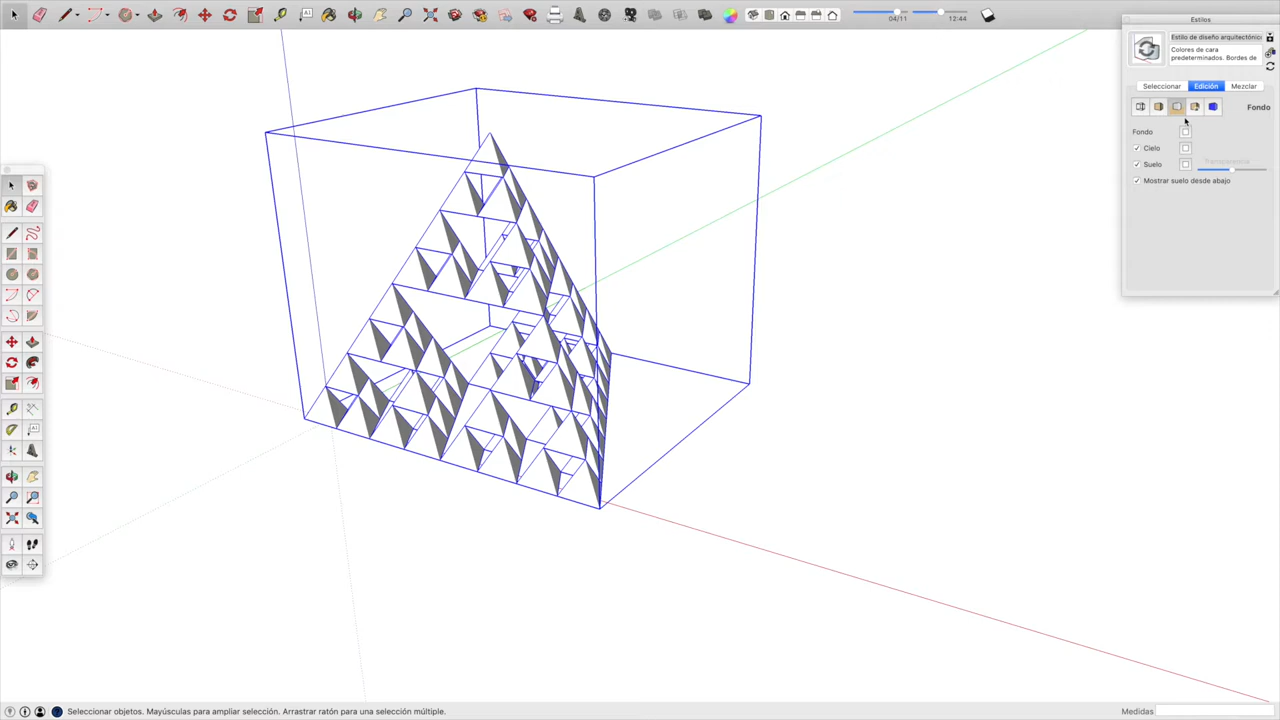 04/11
12:44
Estilos
Estilo de diseño arquitectónic
Colores de cara
predeterminados. Bordes de
Seleccionar
Edición
Mezclar
Fondo
Fondo
Cielo
Suelo
Transparencia
Mostrar suelo desde abajo
Seleccionar objetos. Mayúsculas para ampliar selección. Arrastrar ratón para una selección múltiple.
Medidas